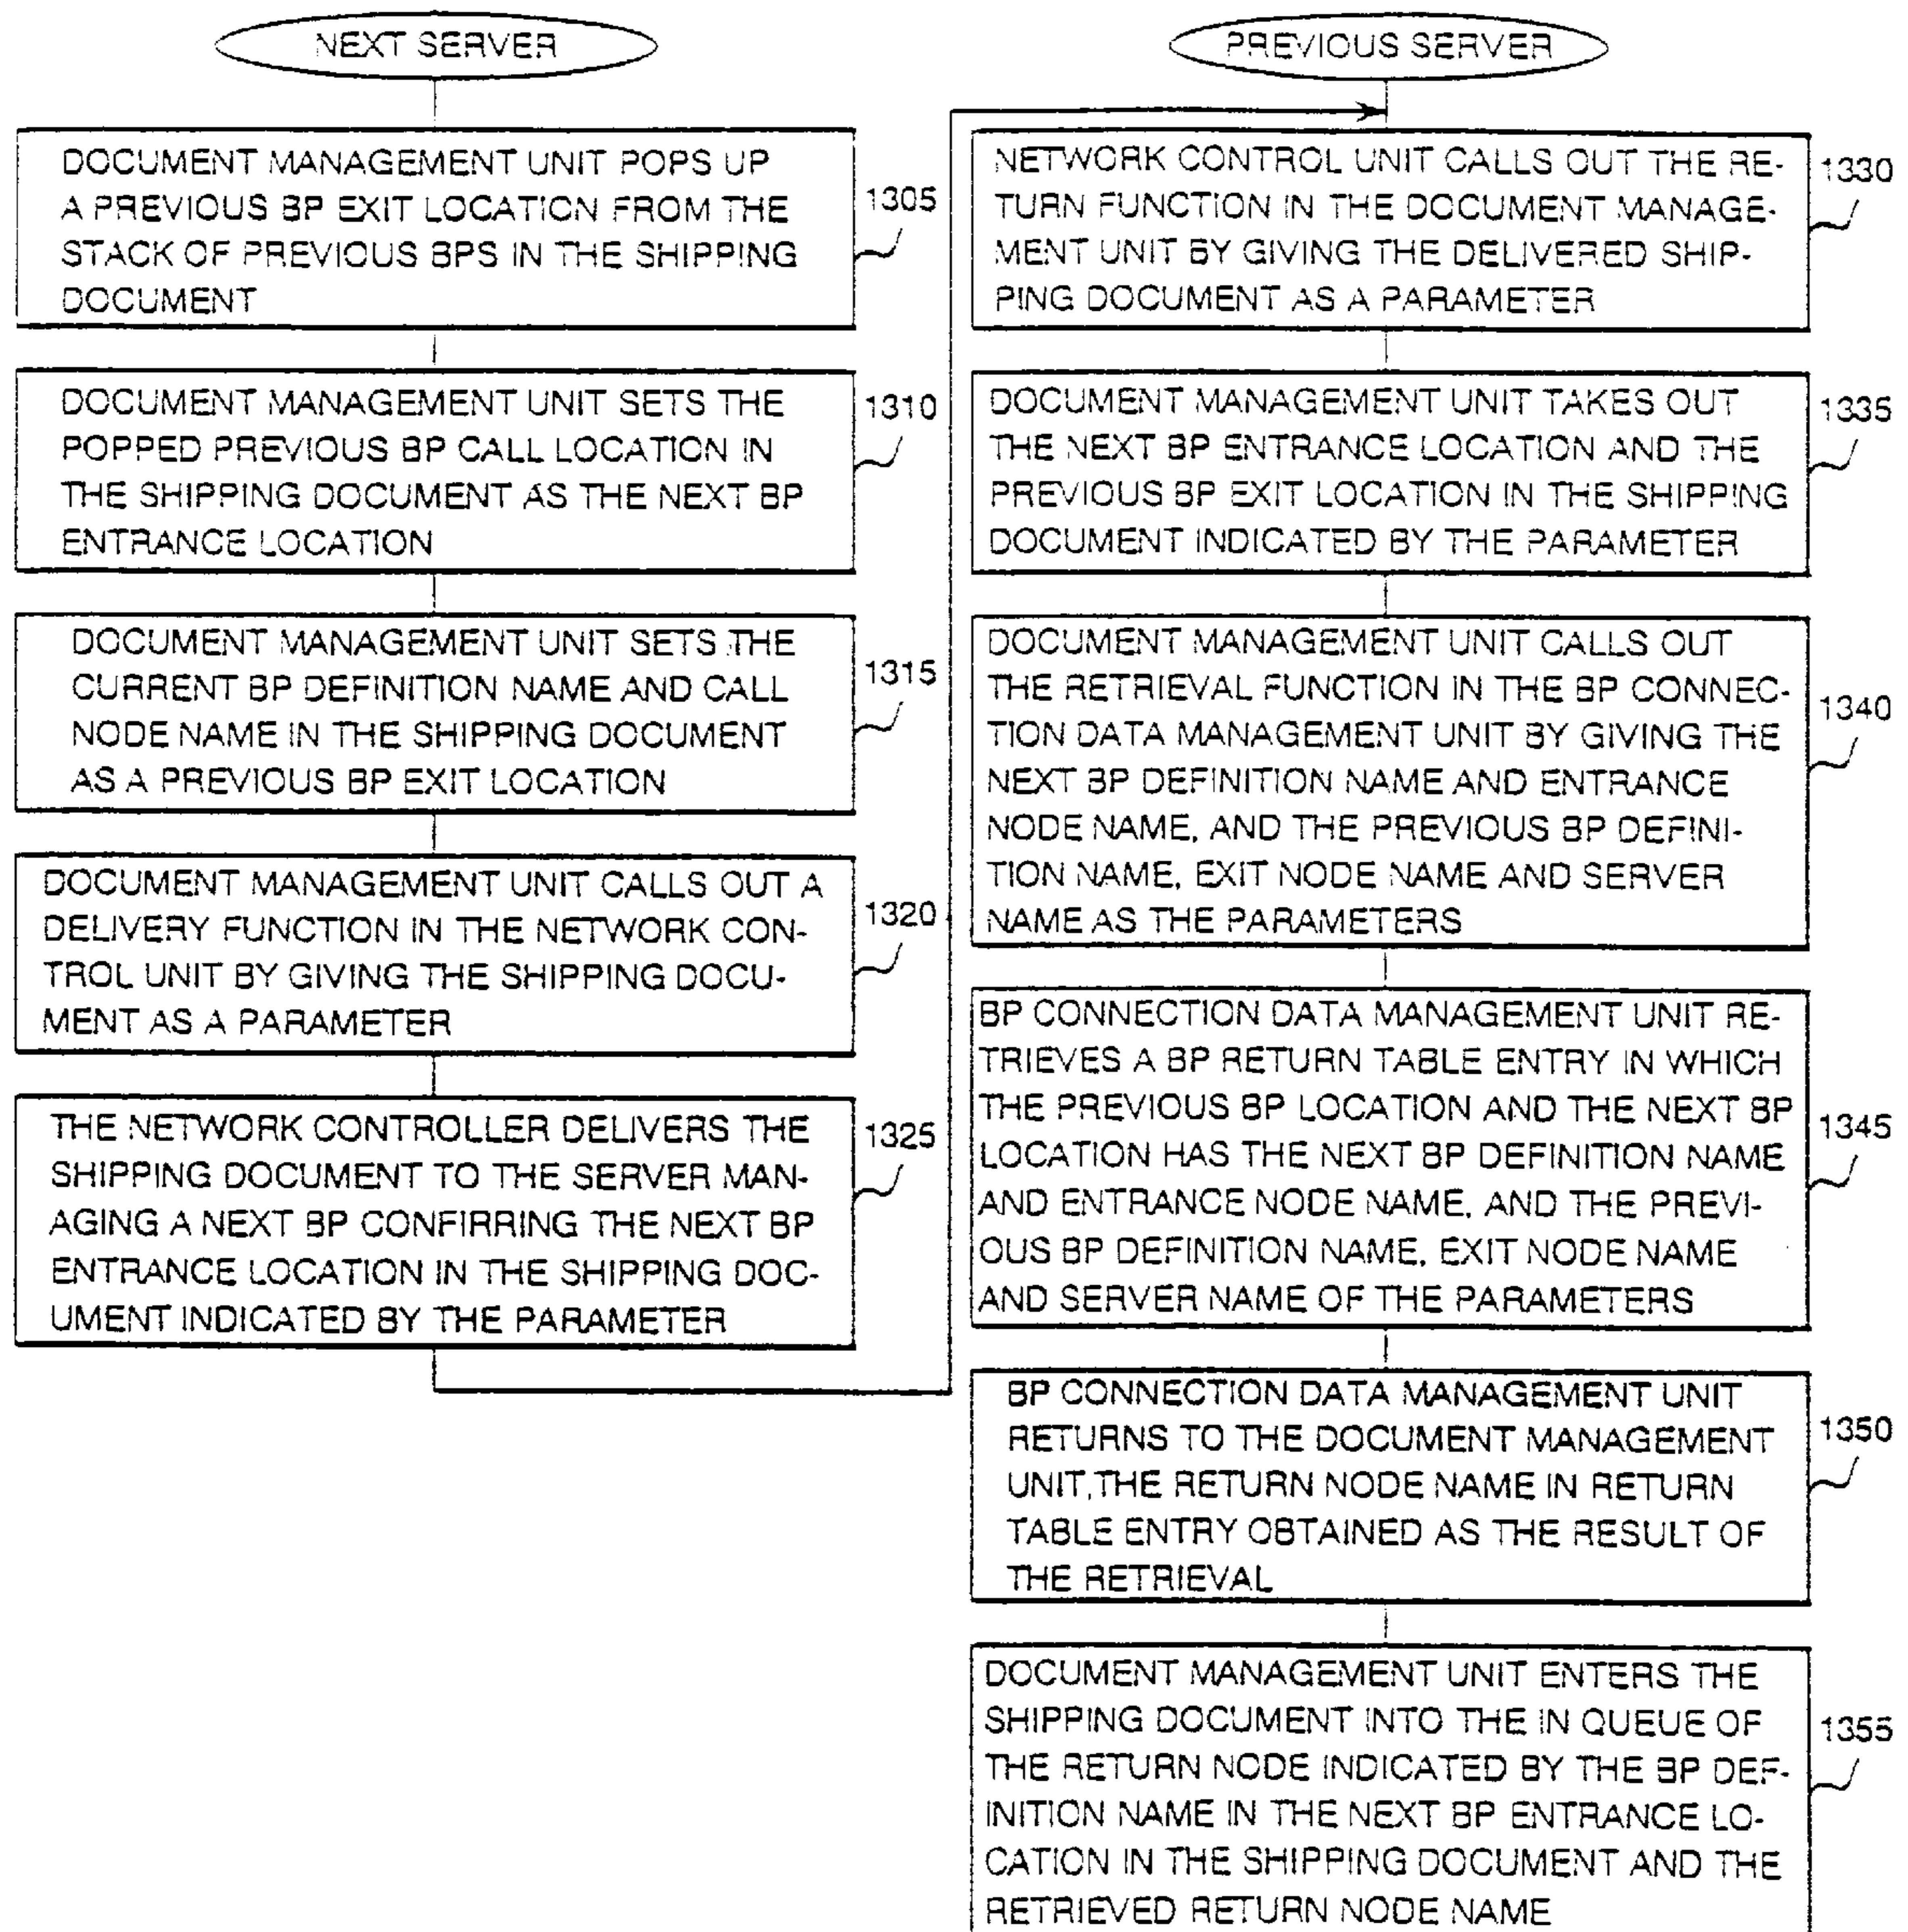 NEXT SERVER
DOCUMENT MANAGEMENT UNIT POPS UP
A PREVIOUS BP EXIT LOCATION FROM THE
STACK OF PREVIOUS BPS IN THE SHIPPING
DOCUMENT
1305
DOCUMENT MANAGEMENT UNIT SETS THE
POPPED PREVIOUS BP CALL LOCATION IN
THE SHIPPING DOCUMENT AS THE NEXT BP
ENTRANCE LOCATION
1310
DOCUMENT MANAGEMENT UNIT SETS THE
CURRENT BP DEFINITION NAME AND CALL
NODE NAME IN THE SHIPPING DOCUMENT
AS A PREVIOUS BP EXIT LOCATION
1315
DOCUMENT MANAGEMENT UNIT CALLS OUT A
DELIVERY FUNCTION IN THE NETWORK CON-
TROL UNIT BY GIVING THE SHIPPING DOCU-
MENT AS A PARAMETER
1320
THE NETWORK CONTROLLER DELIVERS THE
SHIPPING DOCUMENT TO THE SERVER MAN-
AGING A NEXT BP CONFIRRING THE NEXT BP
ENTRANCE LOCATION IN THE SHIPPING DOC-
UMENT INDICATED BY THE PARAMETER
1325
PREVIOUS SERVER
NETWORK CONTROL UNIT CALLS OUT THE RE-
TURN FUNCTION IN THE DOCUMENT MANAGE-
MENT UNIT BY GIVING THE DELIVERED SHIP-
PING DOCUMENT AS A PARAMETER
1330
DOCUMENT MANAGEMENT UNIT TAKES OUT
THE NEXT BP ENTRANCE LOCATION AND THE
PREVIOUS BP EXIT LOCATION IN THE SHIPPING
DOCUMENT INDICATED BY THE PARAMETER
1335
DOCUMENT MANAGEMENT UNIT CALLS OUT
THE RETRIEVAL FUNCTION IN THE BP CONNEC-
TION DATA MANAGEMENT UNIT BY GIVING THE
NEXT BP DEFINITION NAME AND ENTRANCE
NODE NAME, AND THE PREVIOUS BP DEFINI-
TION NAME, EXIT NODE NAME AND SERVER
NAME AS THE PARAMETERS
1340
BP CONNECTION DATA MANAGEMENT UNIT RE-
TRIEVES A BP RETURN TABLE ENTRY IN WHICH
THE PREVIOUS BP LOCATION AND THE NEXT BP
LOCATION HAS THE NEXT BP DEFINITION NAME
AND ENTRANCE NODE NAME, AND THE PREVI-
OUS BP DEFINITION NAME, EXIT NODE NAME
AND SERVER NAME OF THE PARAMETERS
1345
BP CONNECTION DATA MANAGEMENT UNIT
RETURNS TO THE DOCUMENT MANAGEMENT
UNIT,THE RETURN NODE NAME IN RETURN
TABLE ENTRY OBTAINED AS THE RESULT OF
THE RETRIEVAL
1350
DOCUMENT MANAGEMENT UNIT ENTERS THE
SHIPPING DOCUMENT INTO THE IN QUEUE OF
THE RETURN NODE INDICATED BY THE BP DEF-
INITION NAME IN THE NEXT BP ENTRANCE LO-
CATION IN THE SHIPPING DOCUMENT AND THE
RETRIEVED RETURN NODE NAME
1355